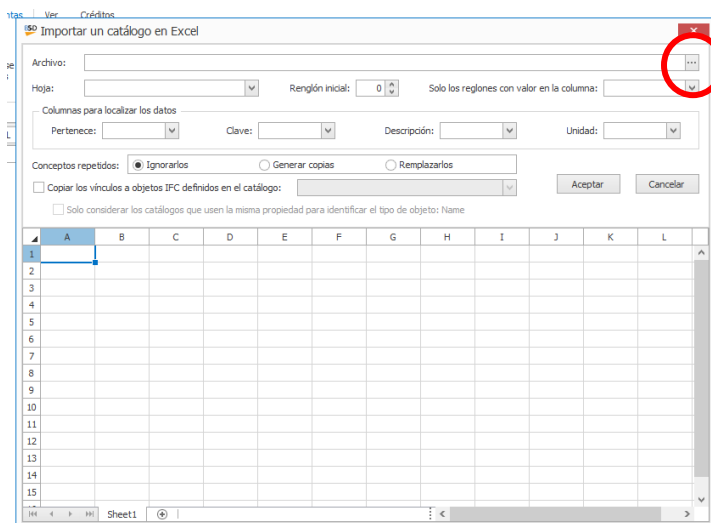 Ver Créditos
5D Importar un catálogo en Excel
Archivo: ...
Hoja: Renglón inicial: 0 Solo los reglones con valor en la columna:
Columnas para localizar los datos
Pertenece: Clave: Descripción: Unidad:
Conceptos repetidos: Ignorarlos Generar copias Remplazarlos
Copiar los vínculos a objetos IFC definidos en el catálogo: Aceptar Cancelar
Solo considerar los catálogos que usen la misma propiedad para identificar el tipo de objeto: Name
A B C D E F G H I J K L
1
2
3
4
5
6
7
8
9
10
11
12
13
14
15
Sheet1